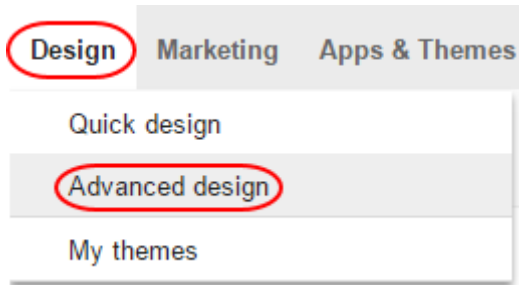 Design Marketing Apps & Themes
Quick design
Advanced design
My themes